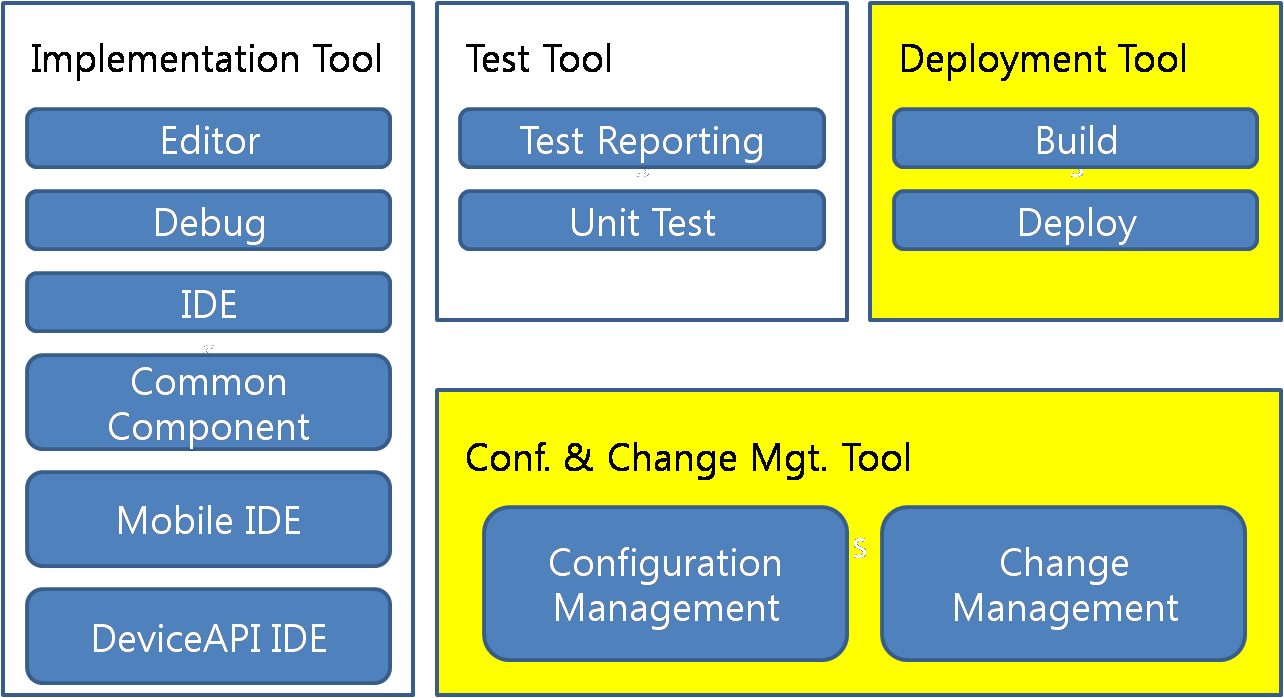 Implementation Tool
Editor
Debug
IDE
Common
Component
Mobile IDE
DeviceAPI IDE
Test Tool
Test Reporting
Unit Test
Deployment Tool
Build
Deploy
Conf. & Change Mgt. Tool
Configuration
Management
s
Change
Management